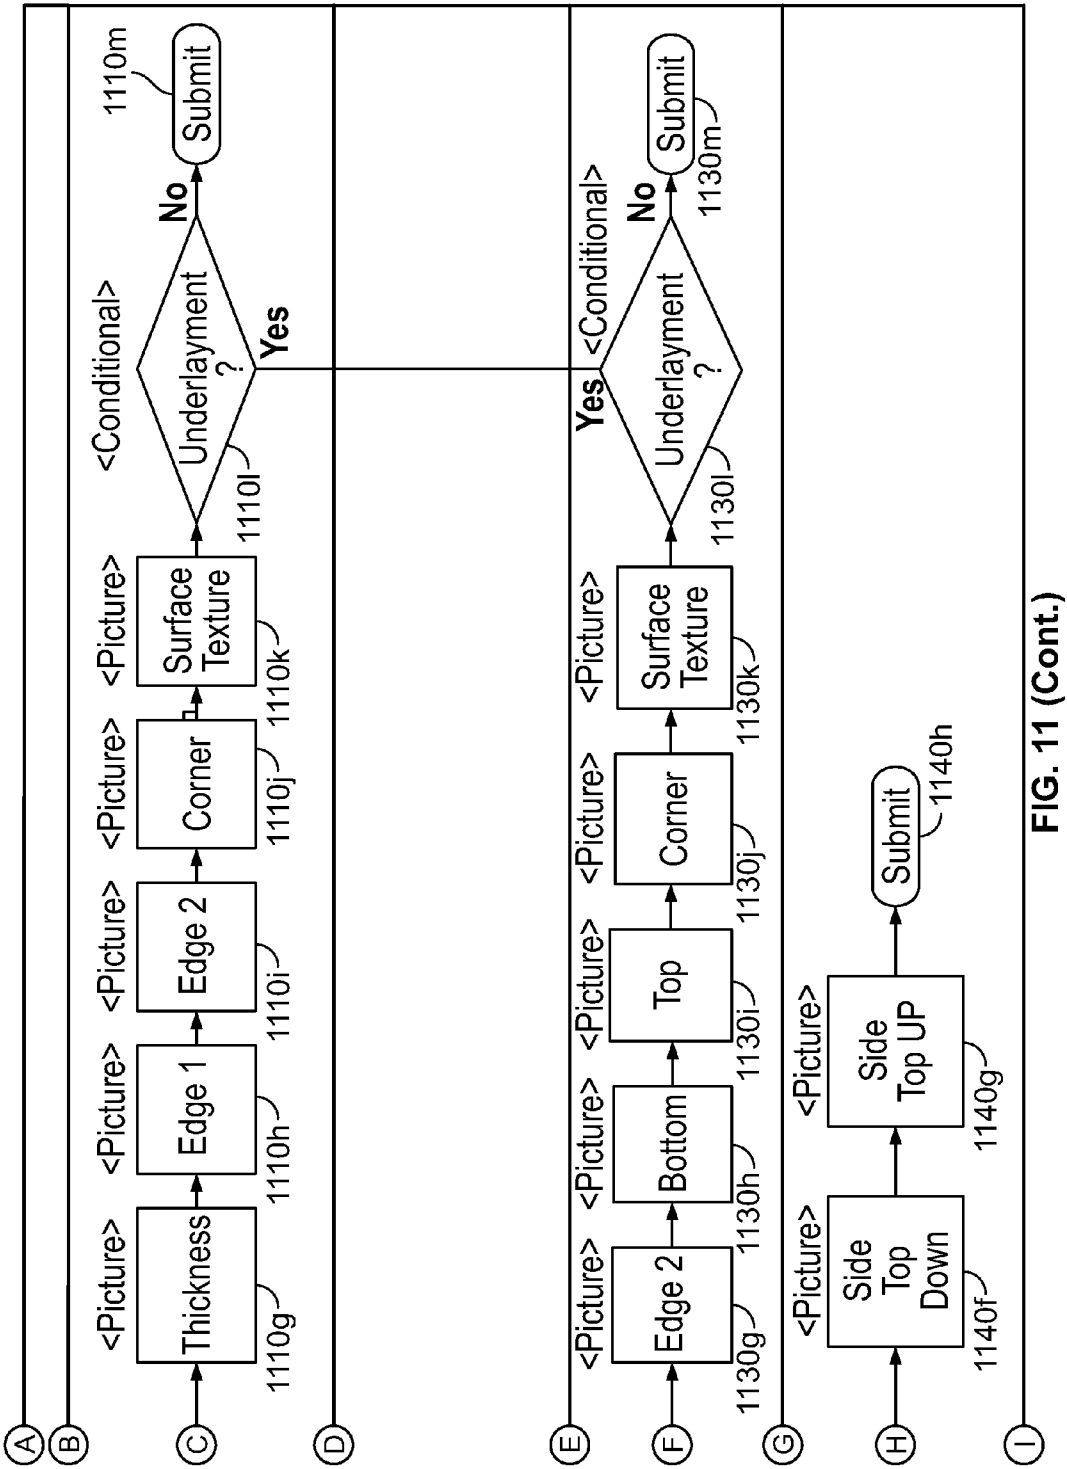 A
B
C
<Picture>
Thickness
1110g
<Picture>
Edge 1
1110h
<Picture>
Edge 2
1110i
<Picture>
Corner
1110j
<Picture>
Surface
Texture
1110k
<Conditional>
Underlayment
?
1110l
No
Yes
Submit
1110m
D
E
F
<Picture>
Edge 2
1130g
<Picture>
Bottom
1130h
<Picture>
Top
1130i
<Picture>
Corner
1130j
<Picture>
Surface
Texture
1130k
Yes
<Conditional>
Underlayment
?
1130l
No
Submit
1130m
G
H
<Picture>
Side
Top
Down
1140f
<Picture>
Side
Top UP
1140g
Submit
1140h
I
FIG. 11 (Cont.)